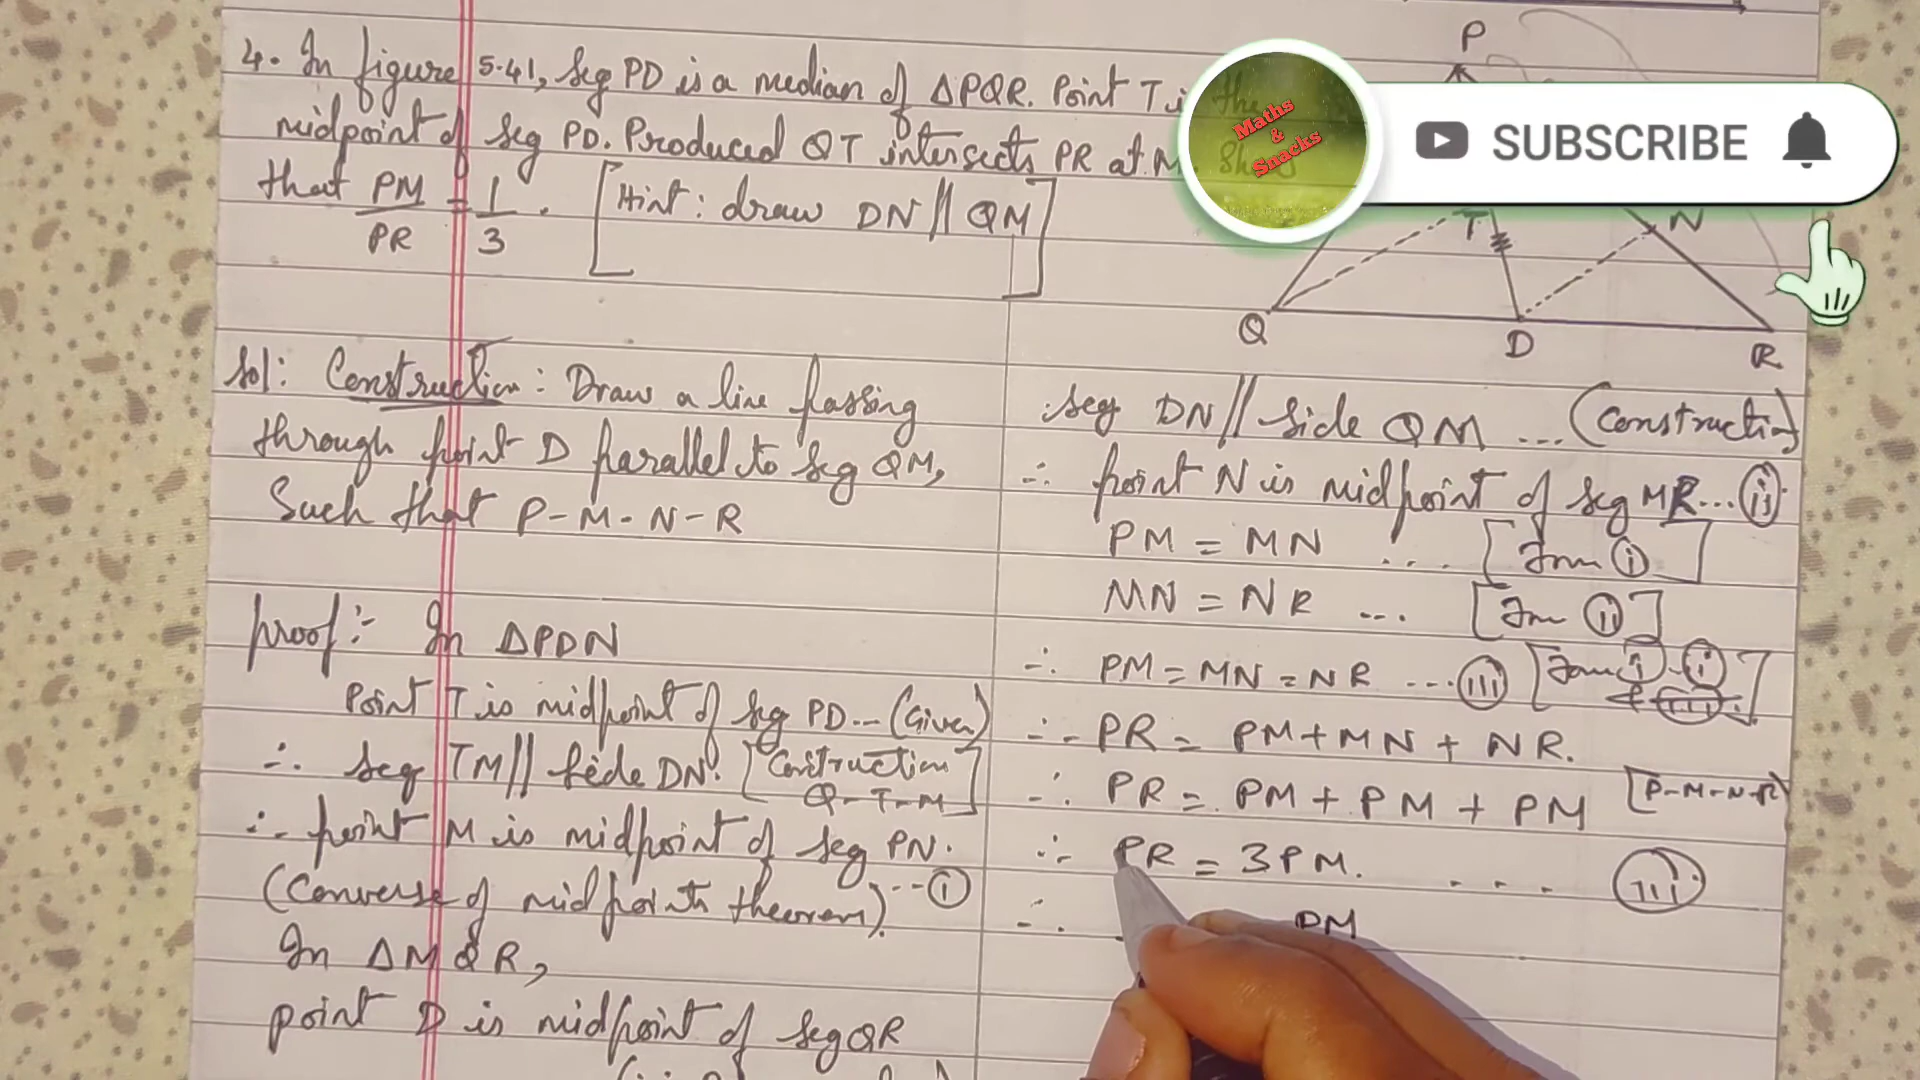 4. In figure 5.41, seg PD is a median of ΔPQR. Point T is the
midpoint of seg PD. Produced QT intersects PR at M. Show
that PM/PR = 1/3 . [Hint: draw DN || QM]
P
Maths
&
Snacks
SUBSCRIBE
T
N
Q
D
R
Sol: Construction: Draw a line passing
through point D parallel to seg QM,
Such that P-M-N-R
Proof:- In ΔPDN
Point T is midpoint of seg PD... (Given)
∴ seg TM || side DN. [Construction
Q-T-M]
∴ point M is midpoint of seg PN.
(Converse of midpoint theorem) ...(i)
In ΔMQR,
point D is midpoint of seg QR
seg DN || side QM ... (Construction)
∴ point N is midpoint of seg MR...(ii)
PM = MN ... [From (i)]
MN = NR ... [From (ii)]
∴ PM = MN = NR ...(iii)
∴ PR = PM + MN + NR.
∴ PR = PM + PM + PM [P-M-N-R]
∴ PR = 3PM. ... (iii)
∴ PM